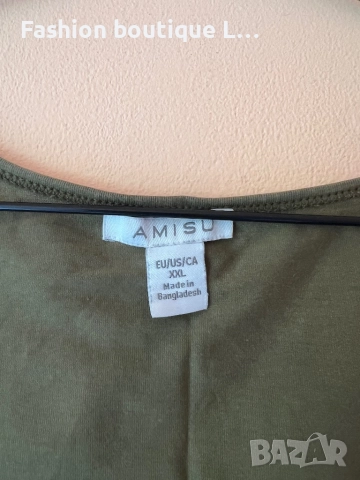 Fashion boutique L...
AMISU
EU/US/CA
XXL
Made in
Bangladesh
BAZAR